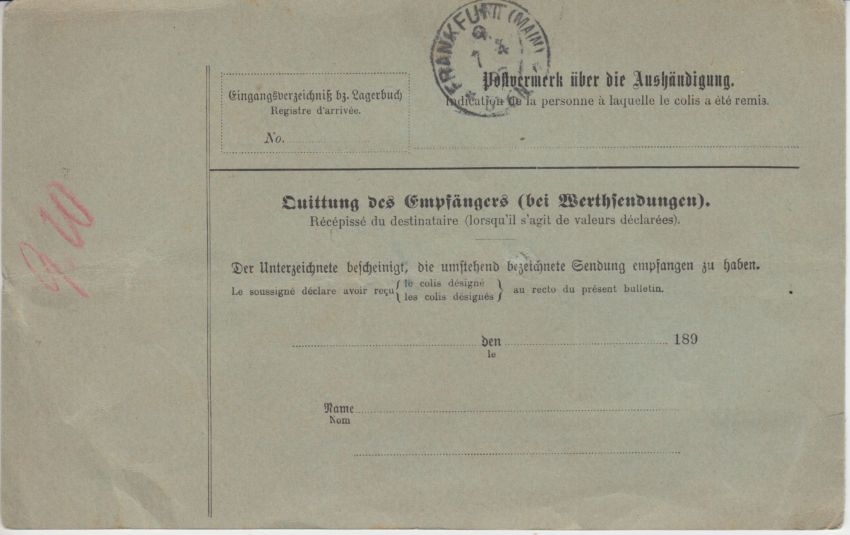 FRANKFURT (MAIN)
9. 4
7
Postvermerk über die Aushändigung.
Indication de la personne à laquelle le colis a été remis.
Eingangsverzeichniß bz. Lagerbuch
Registre d'arrivée.
No.
Quittung des Empfängers (bei Werthsendungen).
Récépissé du destinataire (lorsqu'il s'agit de valeurs déclarées).
Der Unterzeichnete bescheinigt, die umstehend bezeichnete Sendung empfangen zu haben.
Le soussigné déclare avoir reçu { le colis désigné / les colis désignés } au recto du présent bulletin.
den 189
le
Name
Nom